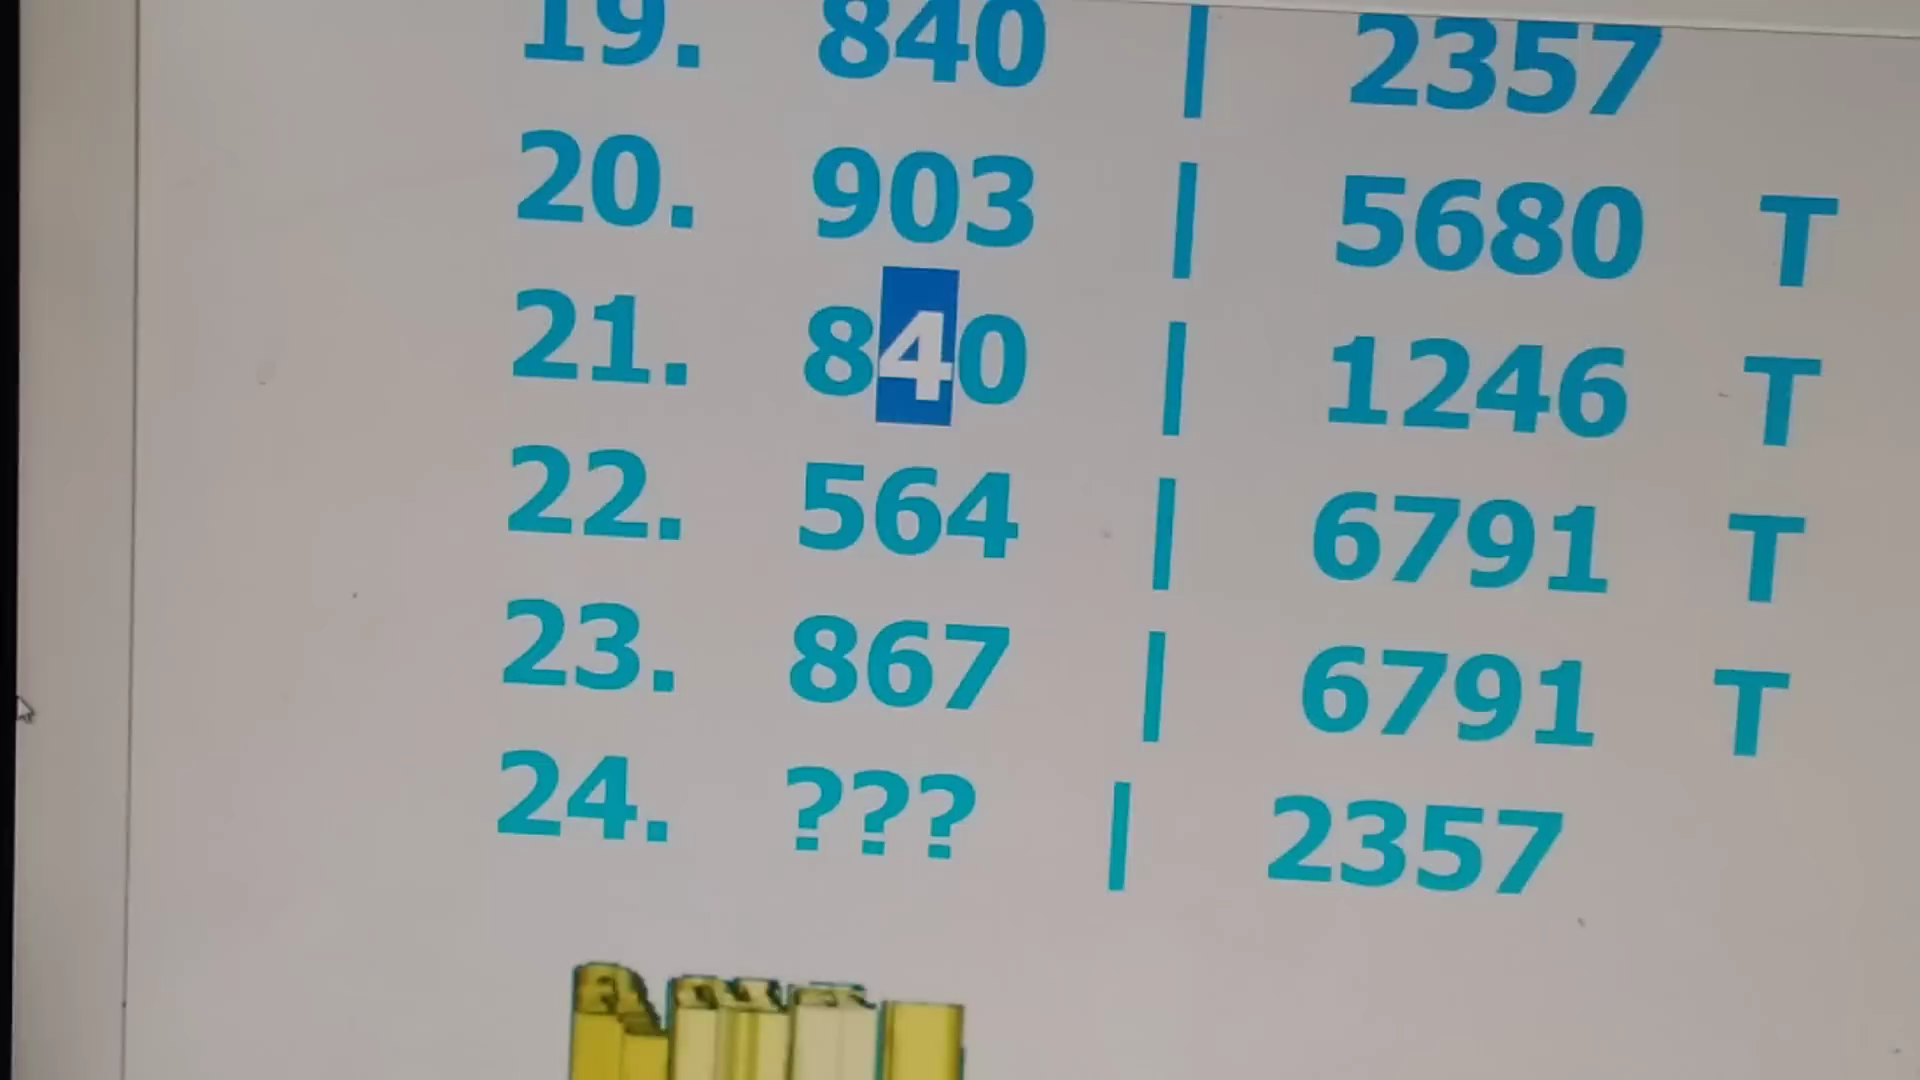 19. 840 | 2357
20. 903 | 5680 T
21. 840 | 1246 T
22. 564 | 6791 T
23. 867 | 6791 T
24. ??? | 2357